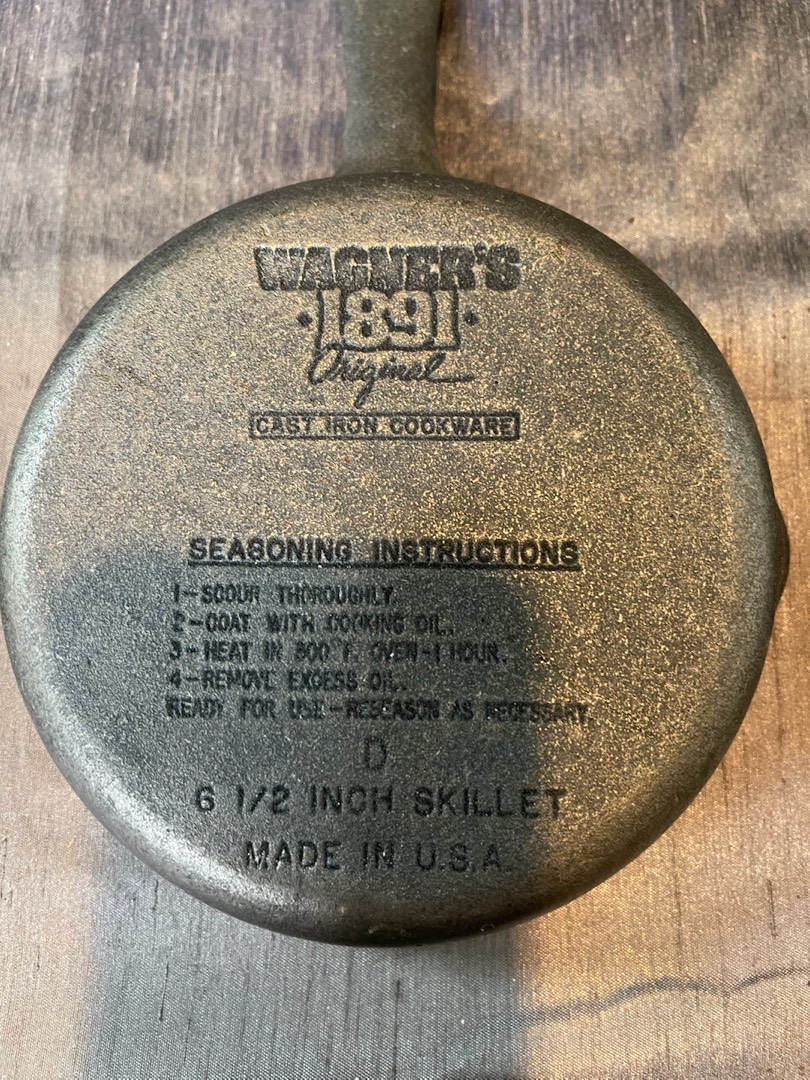 WAGNER'S
·1891·
Original
CAST IRON COOKWARE
SEASONING INSTRUCTIONS
1-SCOUR THOROUGHLY.
2-COAT WITH COOKING OIL.
3-HEAT IN 300°F. OVEN-1 HOUR.
4-REMOVE EXCESS OIL.
READY FOR USE-RESEASON AS NECESSARY.
D
6 1/2 INCH SKILLET
MADE IN U.S.A.